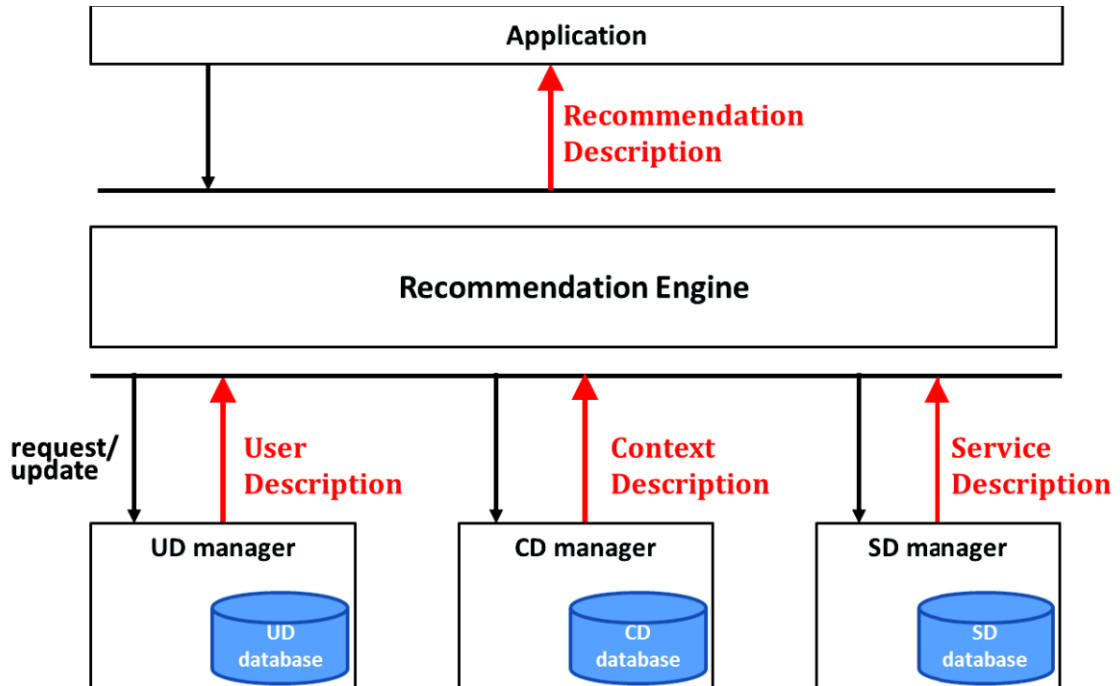 Application
Recommendation
Description
Recommendation Engine
request/
update
User
Description
Context
Description
Service
Description
UD manager
CD manager
SD manager
UD
database
CD
database
SD
database